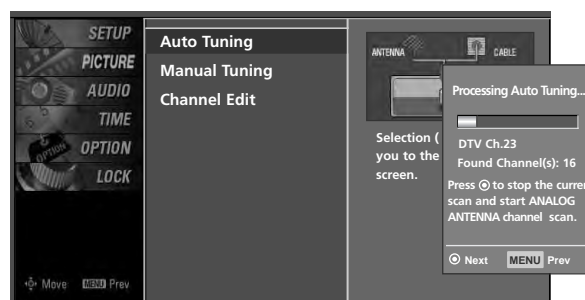 SETUP
PICTURE
AUDIO
TIME
OPTION
LOCK
Move MENU Prev
Auto Tuning
Manual Tuning
Channel Edit
ANTENNA
CABLE
Selection (
you to the
screen.
Processing Auto Tuning...
DTV Ch.23
Found Channel(s): 16
Press ⊙ to stop the curre
scan and start ANALOG
ANTENNA channel scan.
⊙ Next MENU Prev